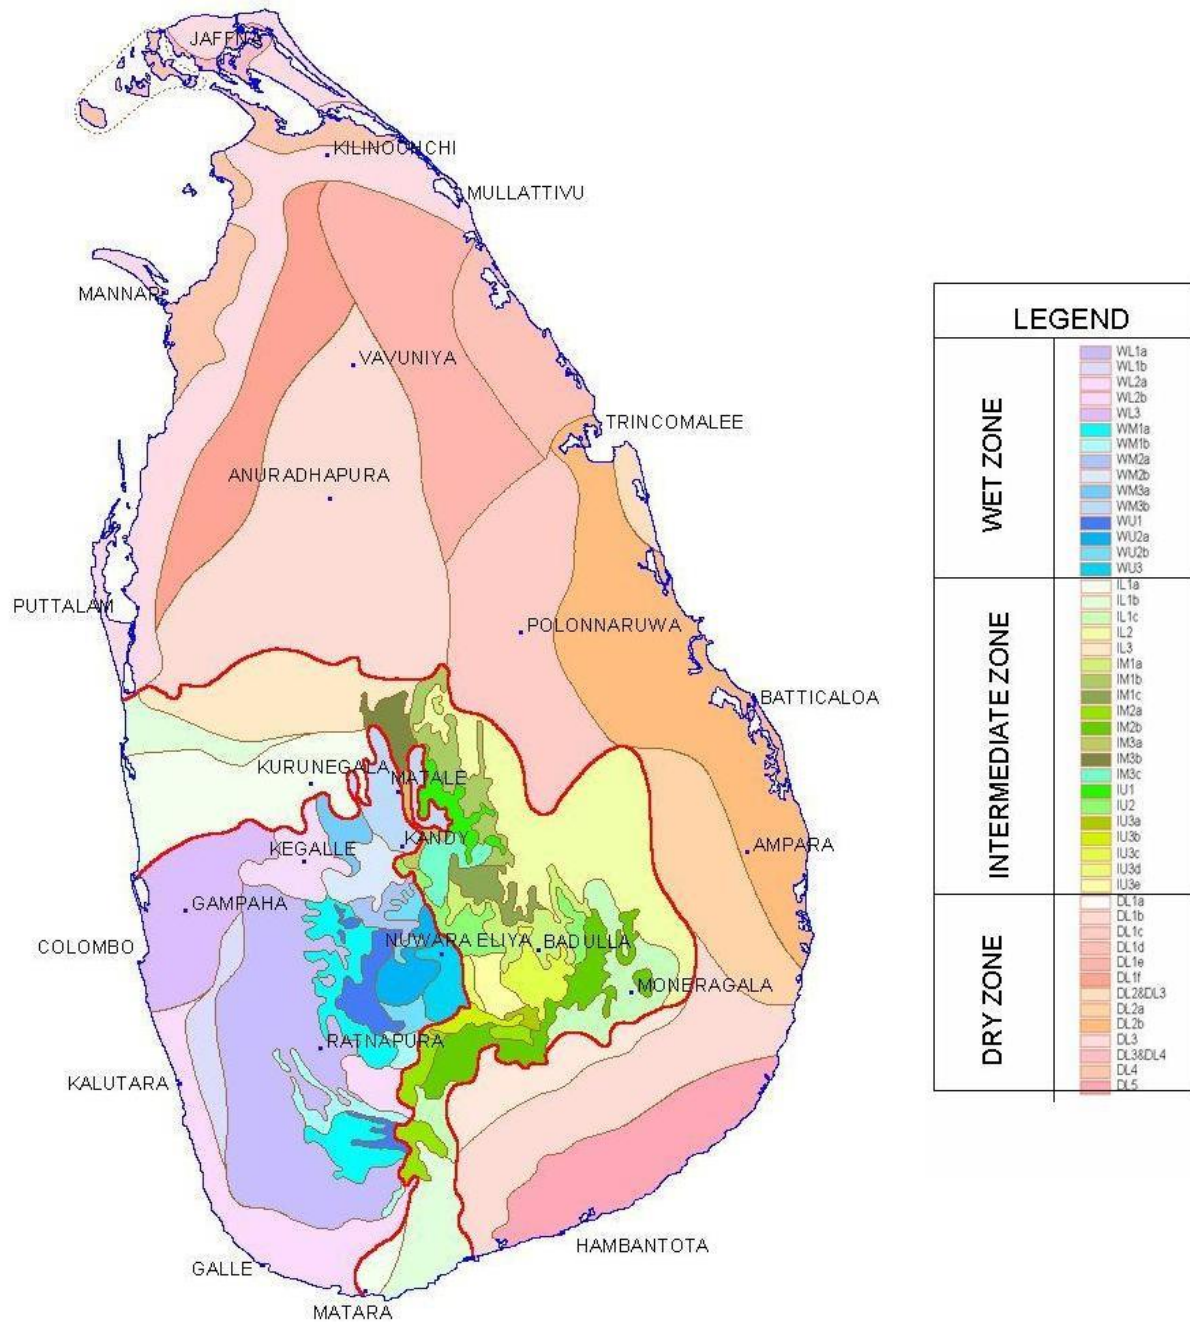 JAFFNA
KILINOCHCHI
MULLATTIVU
MANNAR
VAVUNIYA
TRINCOMALEE
ANURADHAPURA
PUTTALAM
POLONNARUWA
BATTICALOA
KURUNEGALA
MATALE
KEGALLE
KANDY
AMPARA
GAMPAHA
COLOMBO
NUWARA ELIYA
BADULLA
MONERAGALA
RATNAPURA
KALUTARA
GALLE
HAMBANTOTA
MATARA
LEGEND
WET ZONE
WL1a
WL1b
WL2a
WL2b
WL3
WM1a
WM1b
WM2a
WM2b
WM3a
WM3b
WU1
WU2a
WU2b
WU3
INTERMEDIATE ZONE
IL1a
IL1b
IL1c
IL2
IL3
IM1a
IM1b
IM1c
IM2a
IM2b
IM3a
IM3b
IM3c
IU1
IU2
IU3a
IU3b
IU3c
IU3d
IU3e
DRY ZONE
DL1a
DL1b
DL1c
DL1d
DL1e
DL1f
DL2&DL3
DL2a
DL2b
DL3
DL3&DL4
DL4
DL5